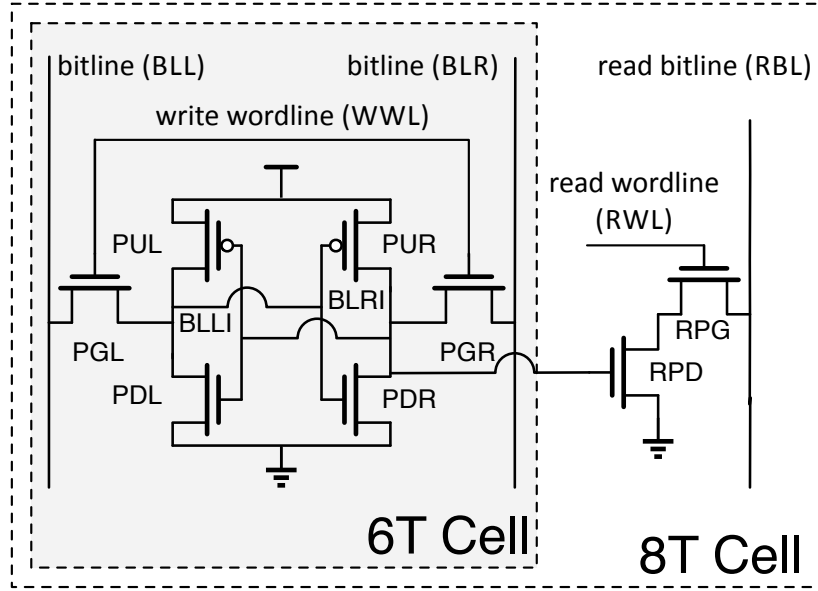 bitline (BLL)
bitline (BLR)
read bitline (RBL)
write wordline (WWL)
read wordline
(RWL)
PUL
PUR
BLLI
BLRI
PGL
PGR
RPG
PDL
PDR
RPD
6T Cell
8T Cell